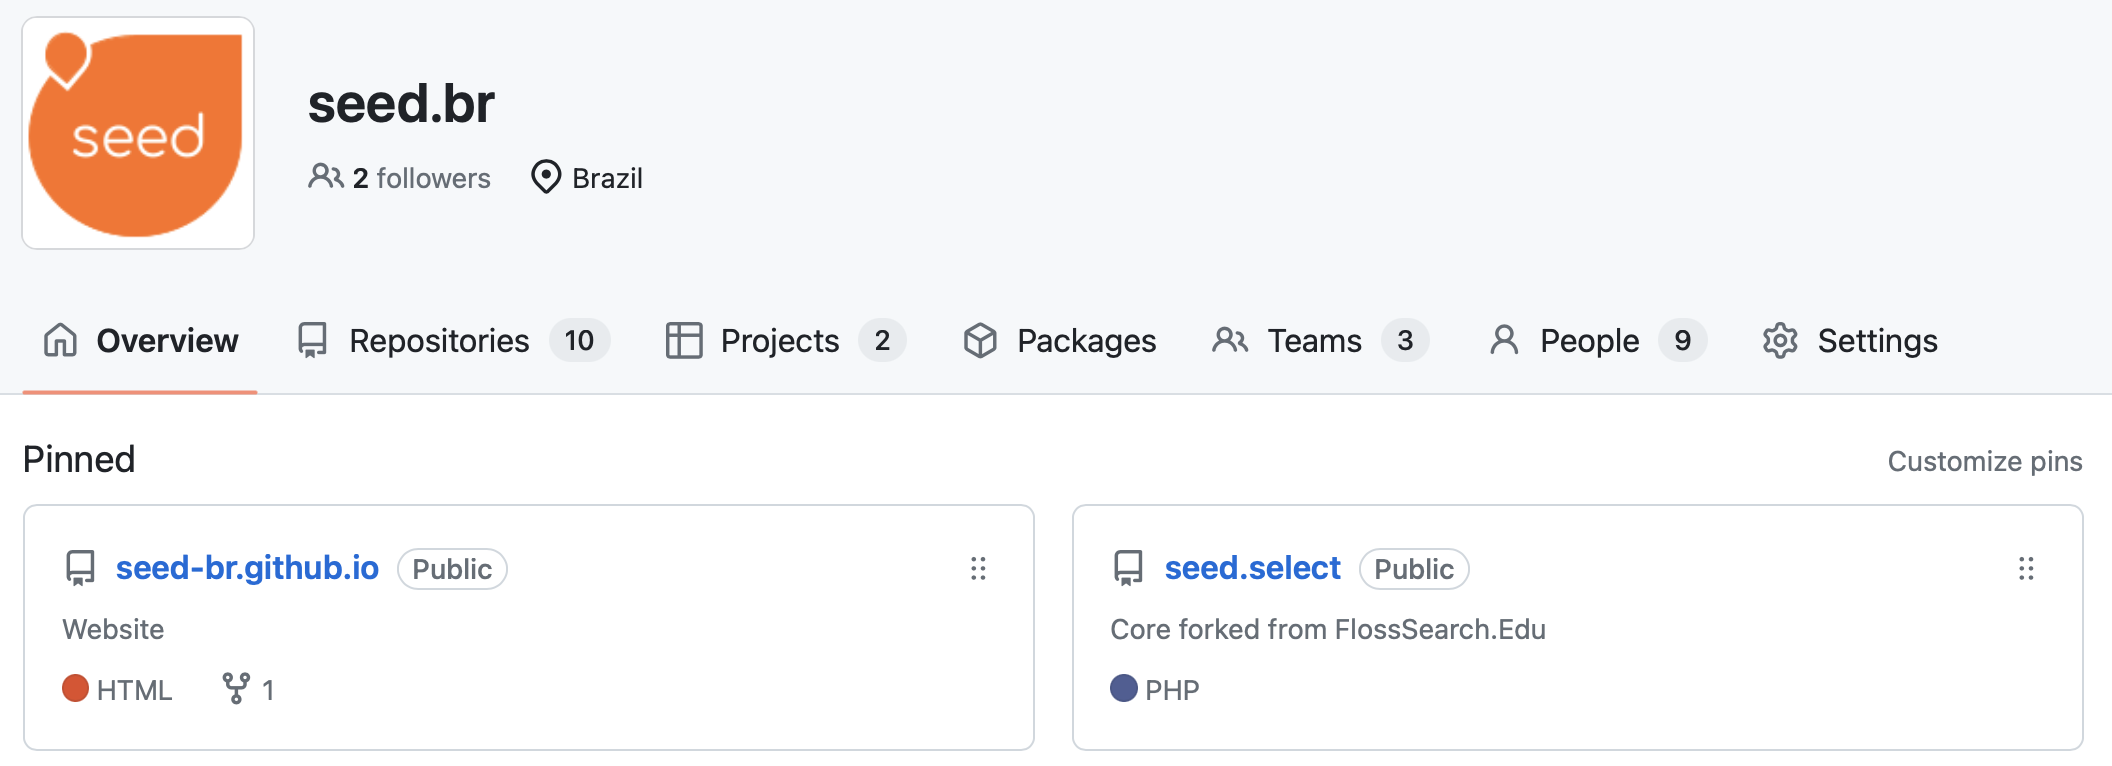 seed
seed.br
2 followers Brazil
Overview Repositories 10 Projects 2 Packages Teams 3 People 9 Settings
Pinned Customize pins
seed-br.github.io Public
Website
HTML 1
seed.select Public
Core forked from FlossSearch.Edu
PHP